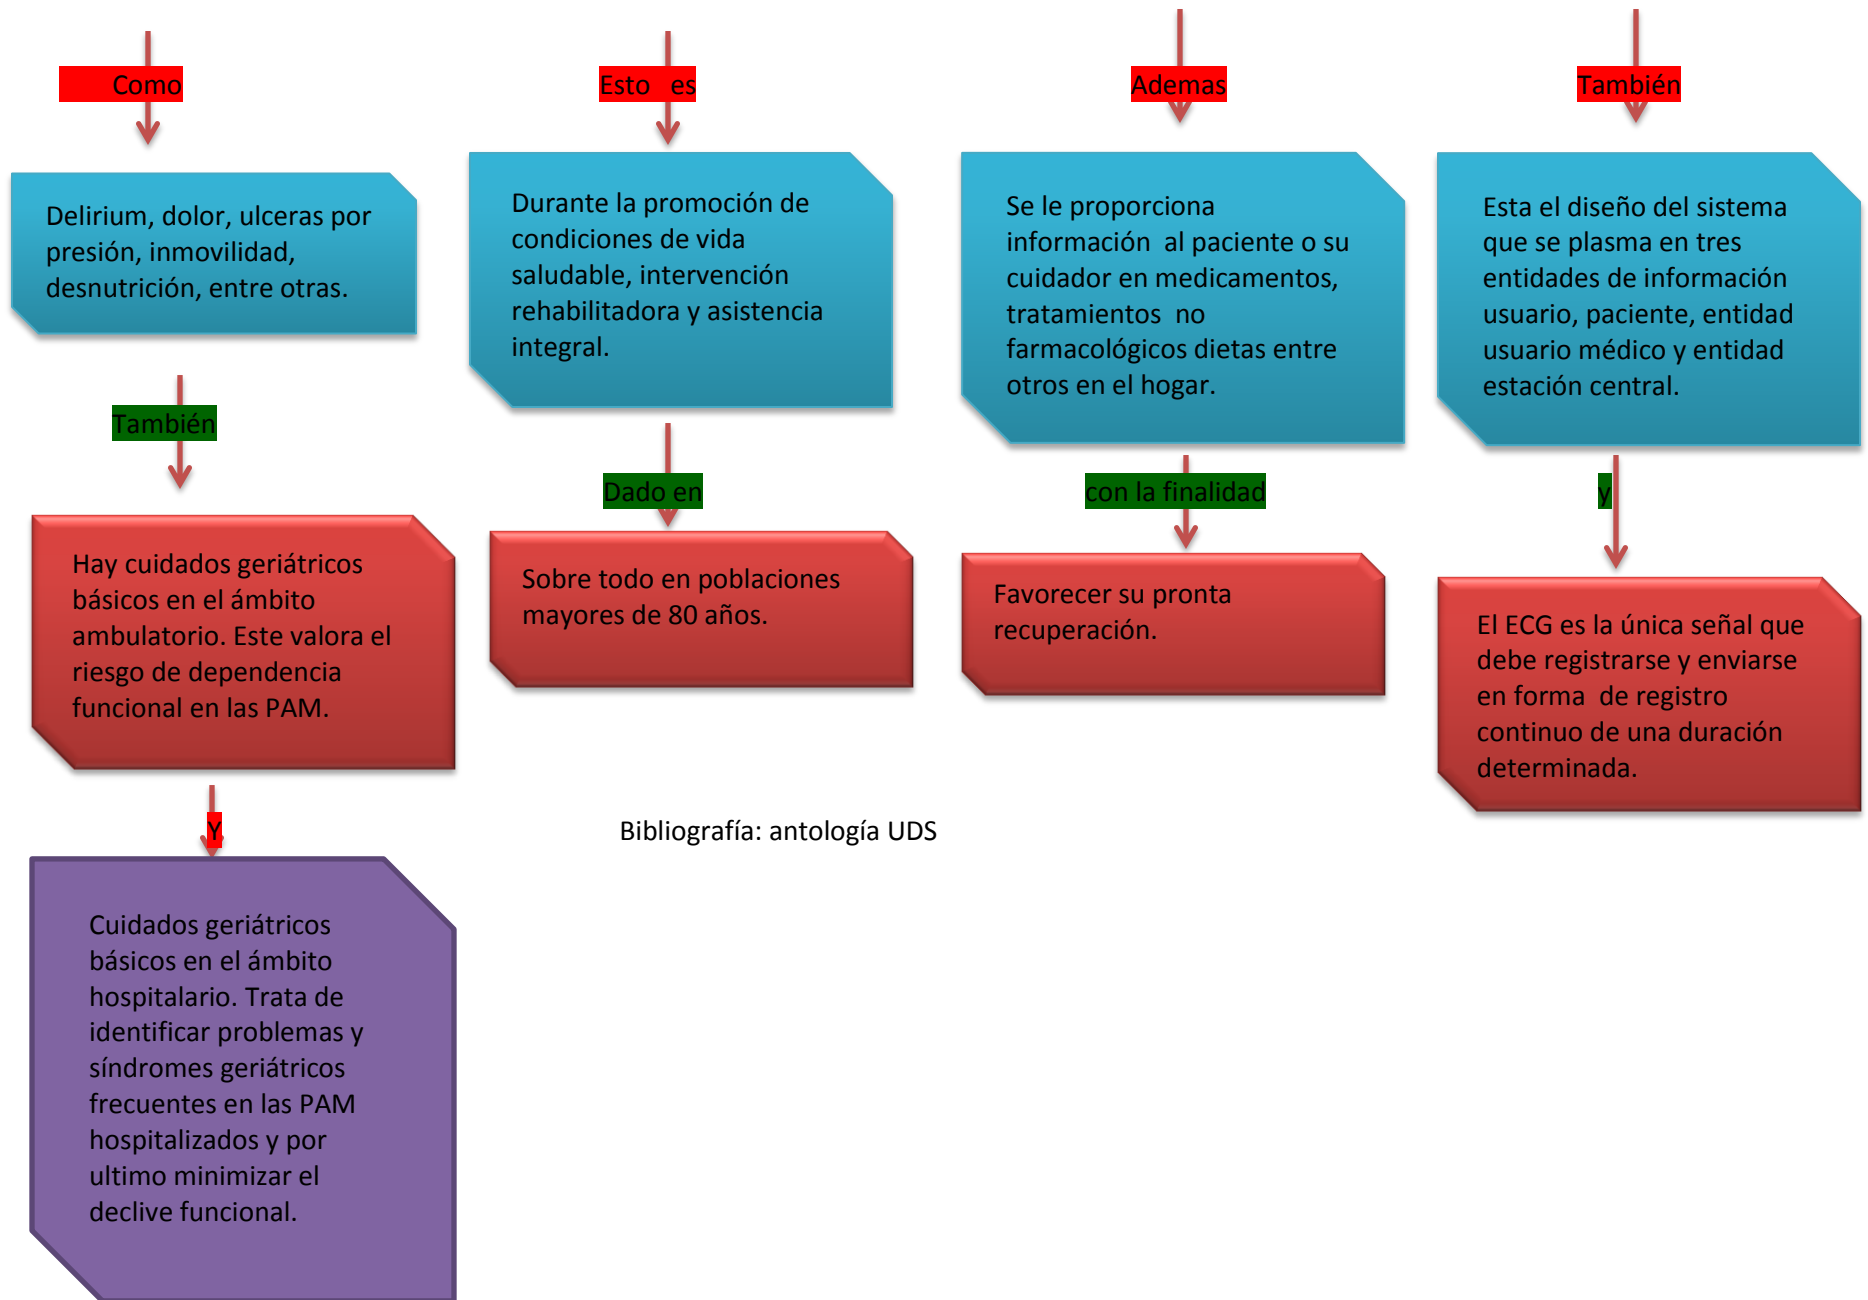 Como
Delirium, dolor, ulceras por
presión, inmovilidad,
desnutrición, entre otras.
También
Hay cuidados geriátricos
básicos en el ámbito
ambulatorio. Este valora el
riesgo de dependencia
funcional en las PAM.
Y
Cuidados geriátricos
básicos en el ámbito
hospitalario. Trata de
identificar problemas y
síndromes geriátricos
frecuentes en las PAM
hospitalizados y por
ultimo minimizar el
declive funcional.
Esto es
Durante la promoción de
condiciones de vida
saludable, intervención
rehabilitadora y asistencia
integral.
Dado en
Sobre todo en poblaciones
mayores de 80 años.
Ademas
Se le proporciona
información al paciente o su
cuidador en medicamentos,
tratamientos no
farmacológicos dietas entre
otros en el hogar.
con la finalidad
Favorecer su pronta
recuperación.
También
Esta el diseño del sistema
que se plasma en tres
entidades de información
usuario, paciente, entidad
usuario médico y entidad
estación central.
y
El ECG es la única señal que
debe registrarse y enviarse
en forma de registro
continuo de una duración
determinada.
Bibliografía: antología UDS